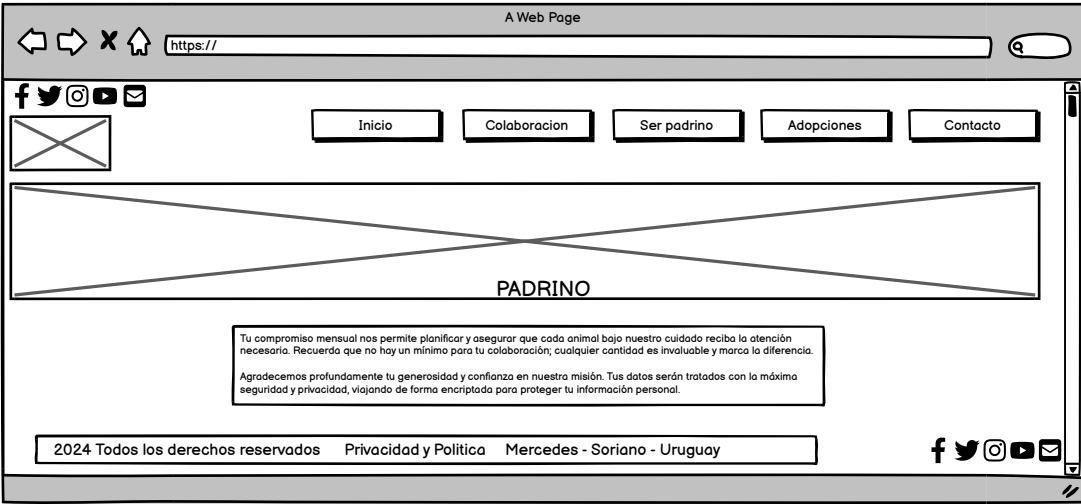 A Web Page
https://
Inicio
Colaboracion
Ser padrino
Adopciones
Contacto
PADRINO
Tu compromiso mensual nos permite planificar y asegurar que cada animal bajo nuestro cuidado reciba la atención
necesaria. Recuerda que no hay un mínimo para tu colaboración; cualquier cantidad es invaluable y marca la diferencia.
Agradecemos profundamente tu generosidad y confianza en nuestra misión. Tus datos serán tratados con la máxima
seguridad y privacidad, viajando de forma encriptada para proteger tu información personal.
2024 Todos los derechos reservados Privacidad y Politica Mercedes - Soriano - Uruguay